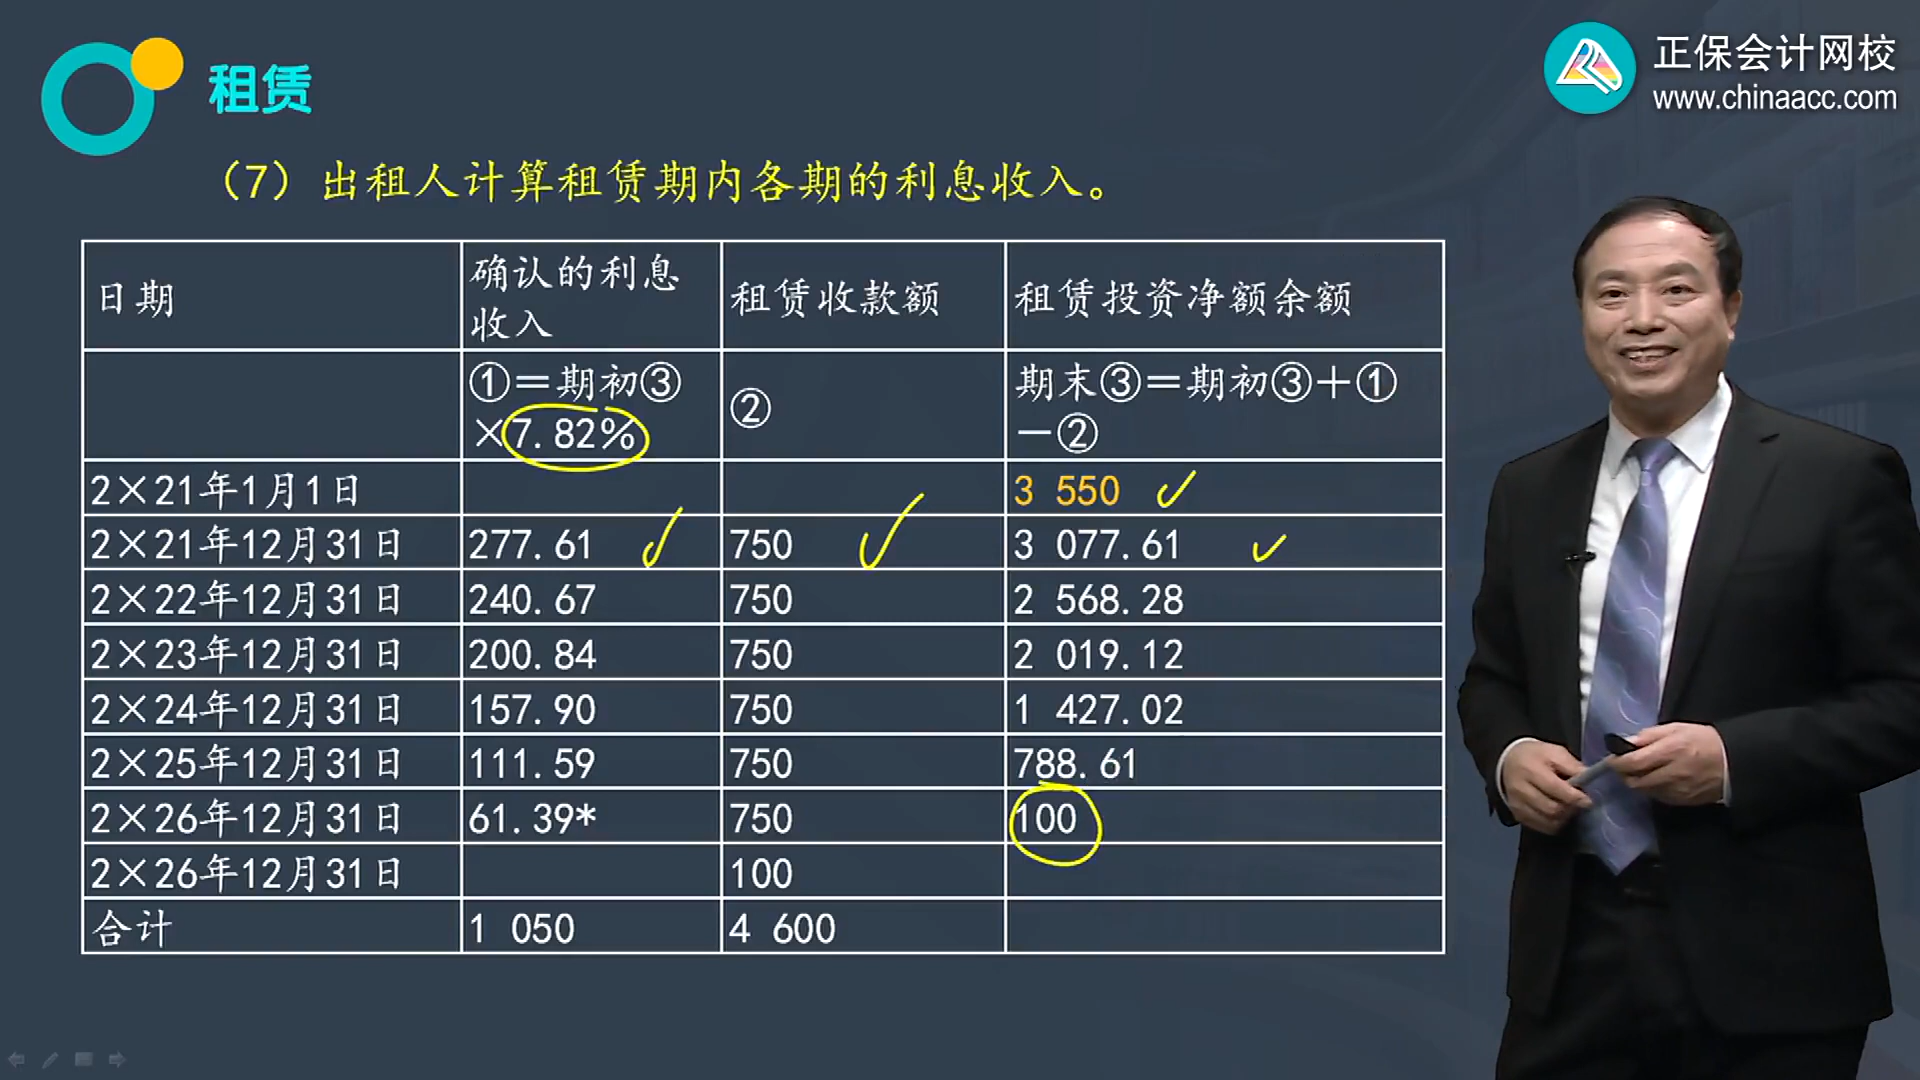 租赁
正保会计网校
www.chinaacc.com
（7）出租人计算租赁期内各期的利息收入。
日期 确认的利息收入 租赁收款额 租赁投资净额余额
①＝期初③×7.82% ② 期末③＝期初③＋①－②
2×21年1月1日 3 550
2×21年12月31日 277.61 750 3 077.61
2×22年12月31日 240.67 750 2 568.28
2×23年12月31日 200.84 750 2 019.12
2×24年12月31日 157.90 750 1 427.02
2×25年12月31日 111.59 750 788.61
2×26年12月31日 61.39* 750 100
2×26年12月31日 100
合计 1 050 4 600